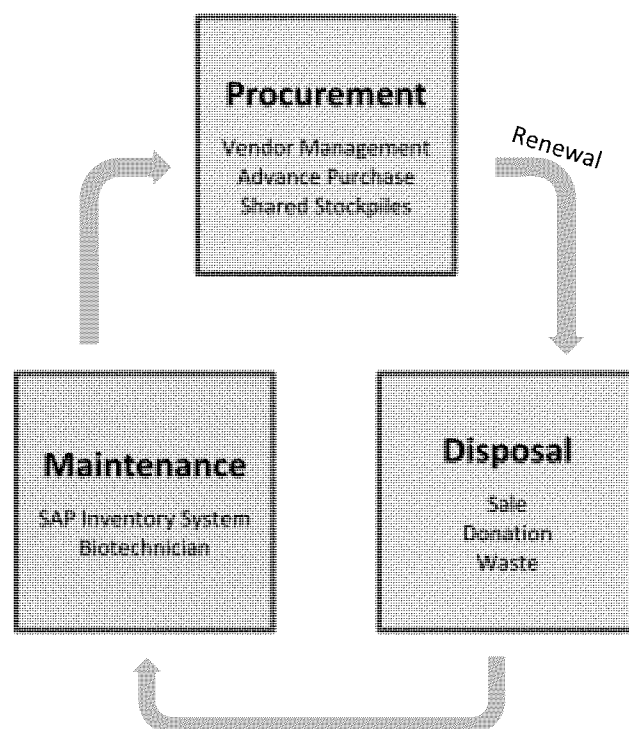 Procurement
Vendor Management
Advance Purchase
Shared Stockpiles
Renewal
Maintenance
SAP Inventory System
Biotechnician
Disposal
Sale
Donation
Waste